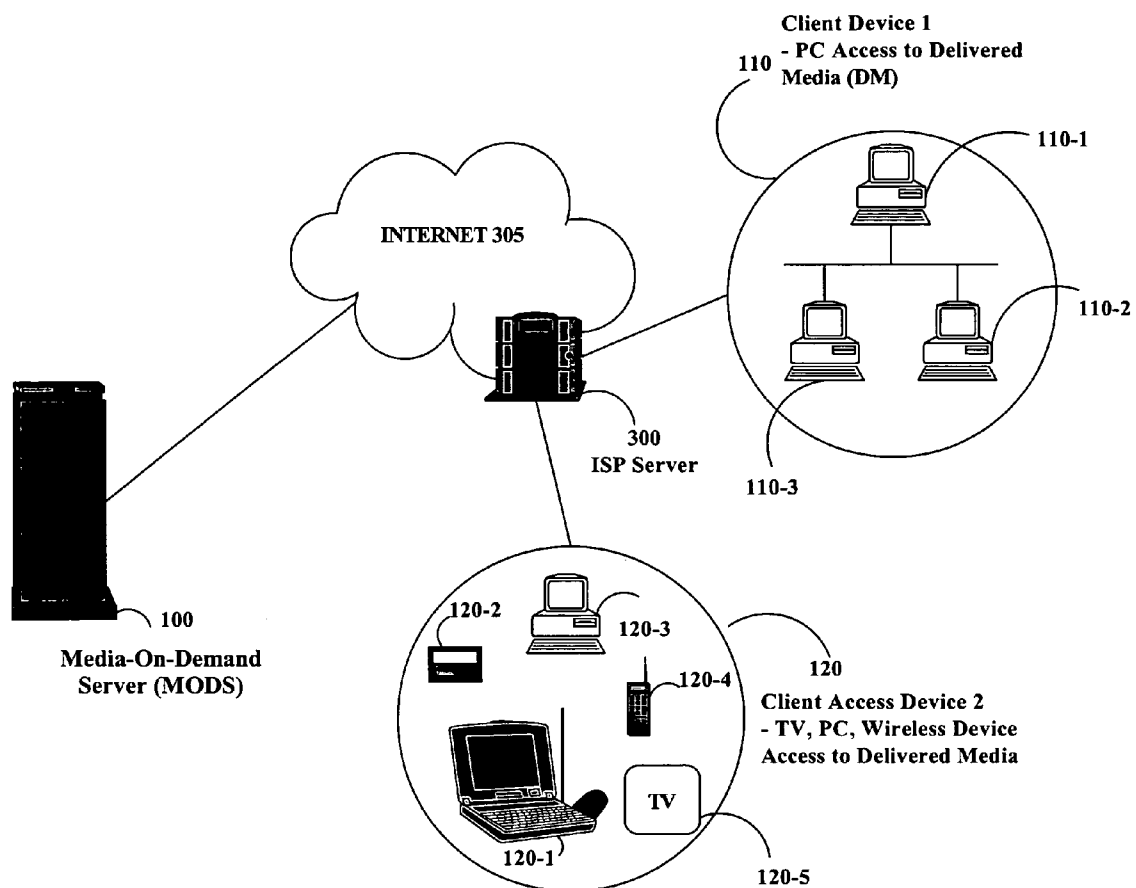 Client Device 1
- PC Access to Delivered
Media (DM)
110
110-1
INTERNET 305
110-2
300
ISP Server
110-3
100
Media-On-Demand
Server (MODS)
120-2
120-3
120-4
120
Client Access Device 2
- TV, PC, Wireless Device
Access to Delivered Media
TV
120-1
120-5